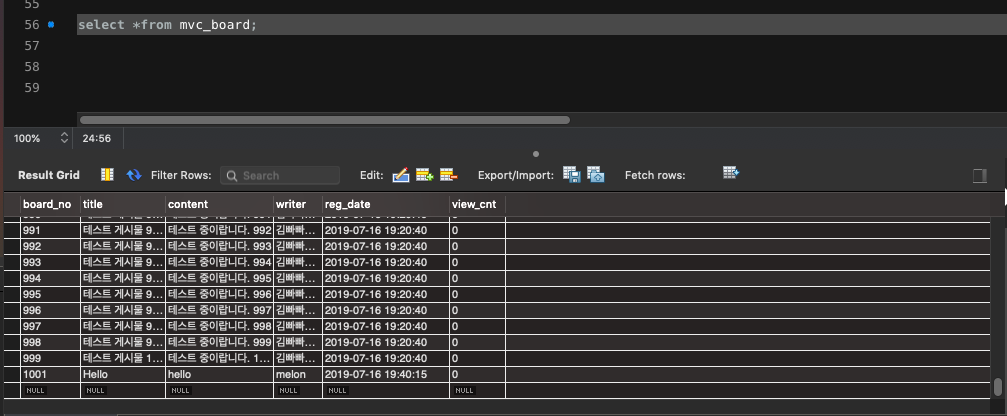 55
56 select *from mvc_board;
57
58
59
100% 24:56
Result Grid Filter Rows: Search Edit: Export/Import: Fetch rows:
board_no title content writer reg_date view_cnt
991 테스트 게시물 9... 테스트 중이랍니다. 992 김빠빠... 2019-07-16 19:20:40 0
992 테스트 게시물 9... 테스트 중이랍니다. 993 김빠빠... 2019-07-16 19:20:40 0
993 테스트 게시물 9... 테스트 중이랍니다. 994 김빠빠... 2019-07-16 19:20:40 0
994 테스트 게시물 9... 테스트 중이랍니다. 995 김빠빠... 2019-07-16 19:20:40 0
995 테스트 게시물 9... 테스트 중이랍니다. 996 김빠빠... 2019-07-16 19:20:40 0
996 테스트 게시물 9... 테스트 중이랍니다. 997 김빠빠... 2019-07-16 19:20:40 0
997 테스트 게시물 9... 테스트 중이랍니다. 998 김빠빠... 2019-07-16 19:20:40 0
998 테스트 게시물 9... 테스트 중이랍니다. 999 김빠빠... 2019-07-16 19:20:40 0
999 테스트 게시물 1... 테스트 중이랍니다. 1... 김빠빠... 2019-07-16 19:20:40 0
1001 Hello hello melon 2019-07-16 19:40:15 0
NULL NULL NULL NULL NULL NULL